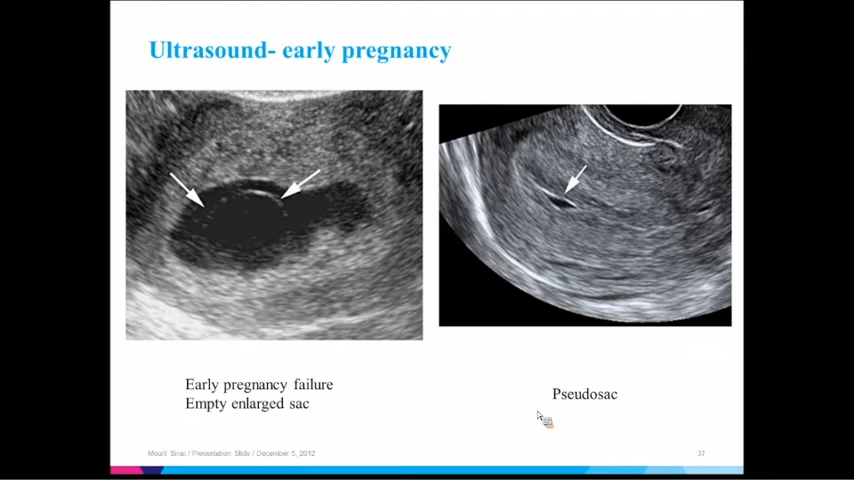 Ultrasound- early pregnancy
Early pregnancy failure
Empty enlarged sac
Pseudosac
Mount Sinai / Presentation Slide / December 5, 2012
37